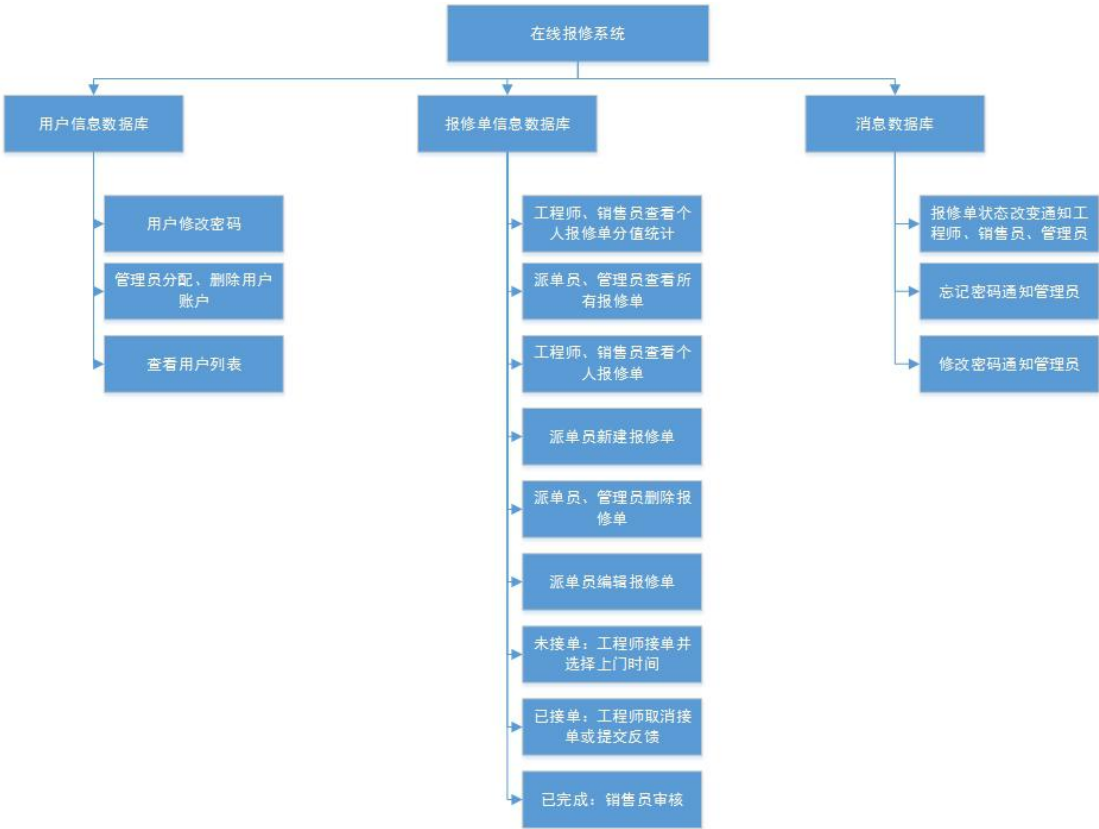 在线报修系统
用户信息数据库
报修单信息数据库
消息数据库
用户修改密码
管理员分配、删除用户
账户
查看用户列表
工程师、销售员查看个
人报修单分值统计
派单员、管理员查看所
有报修单
工程师、销售员查看个
人报修单
派单员新建报修单
派单员、管理员删除报
修单
派单员编辑报修单
未接单：工程师接单并
选择上门时间
已接单：工程师取消接
单或提交反馈
已完成：销售员审核
报修单状态改变通知工
程师、销售员、管理员
忘记密码通知管理员
修改密码通知管理员